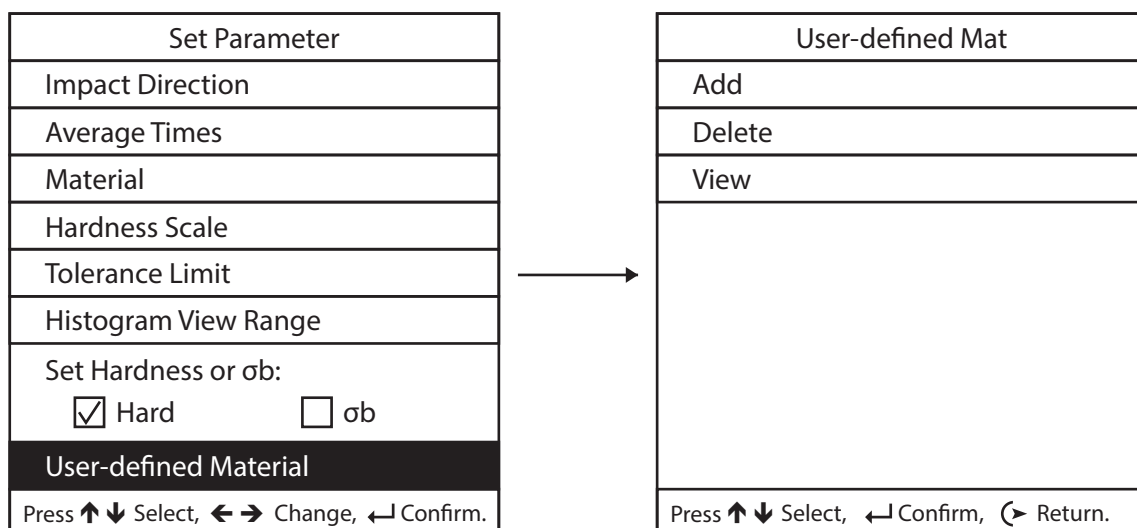 Set Parameter
Impact Direction
Average Times
Material
Hardness Scale
Tolerance Limit
Histogram View Range
Set Hardness or σb:
Hard σb
User-defined Material
Press ↑ ↓ Select, ← → Change, ↵ Confirm.
User-defined Mat
Add
Delete
View
Press ↑ ↓ Select, ↵ Confirm, Return.